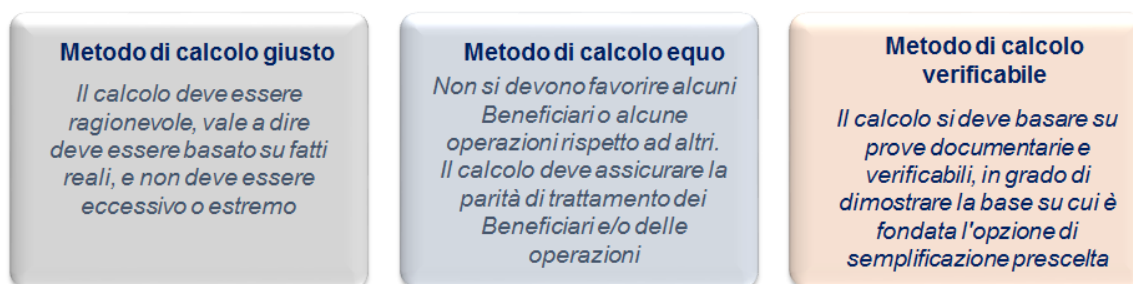 Metodo di calcolo giusto
Il calcolo deve essere
ragionevole, vale a dire
deve essere basato su fatti
reali, e non deve essere
eccessivo o estremo
Metodo di calcolo equo
Non si devono favorire alcuni
Beneficiari o alcune
operazioni rispetto ad altri.
Il calcolo deve assicurare la
parità di trattamento dei
Beneficiari e/o delle
operazioni
Metodo di calcolo
verificabile
Il calcolo si deve basare su
prove documentarie e
verificabili, in grado di
dimostrare la base su cui è
fondata l'opzione di
semplificazione prescelta